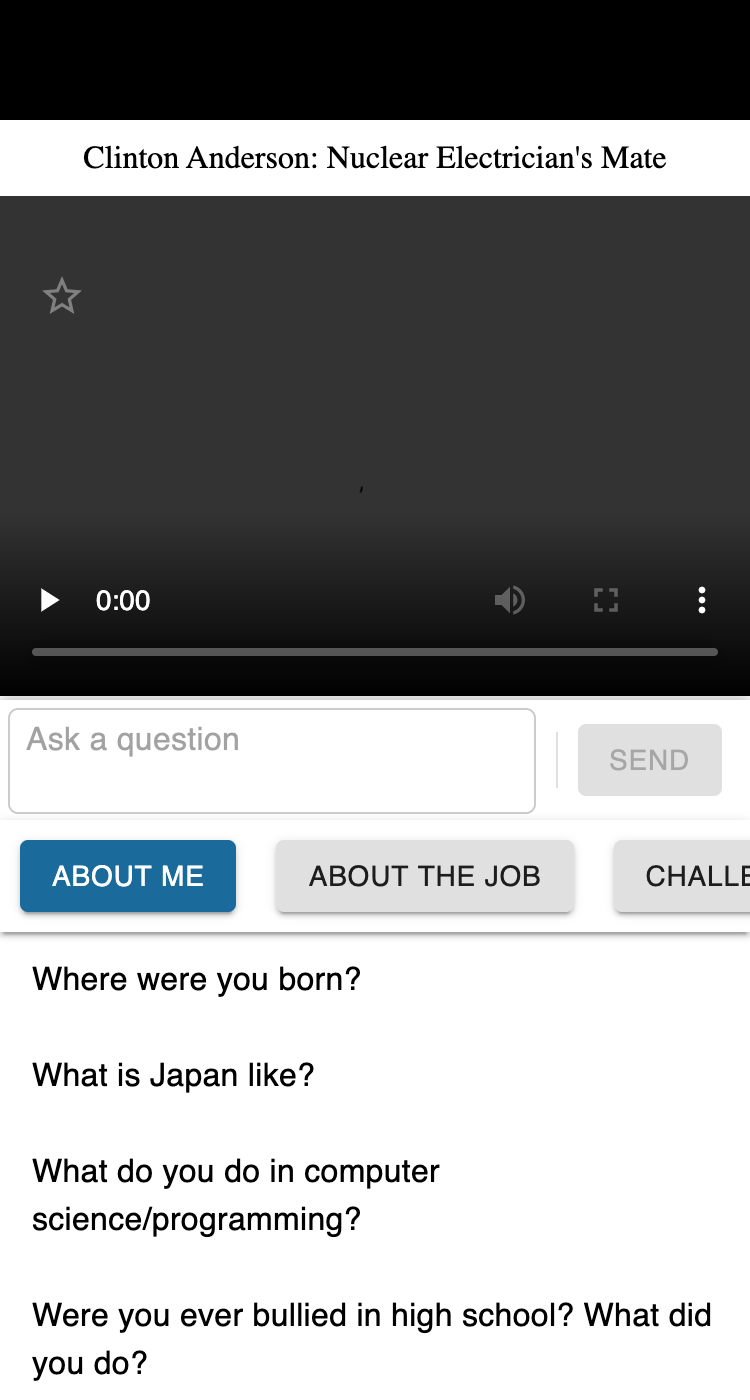 Clinton Anderson: Nuclear Electrician's Mate
0:00
Ask a question
SEND
ABOUT ME
ABOUT THE JOB
CHALLE
Where were you born?
What is Japan like?
What do you do in computer
science/programming?
Were you ever bullied in high school? What did
you do?